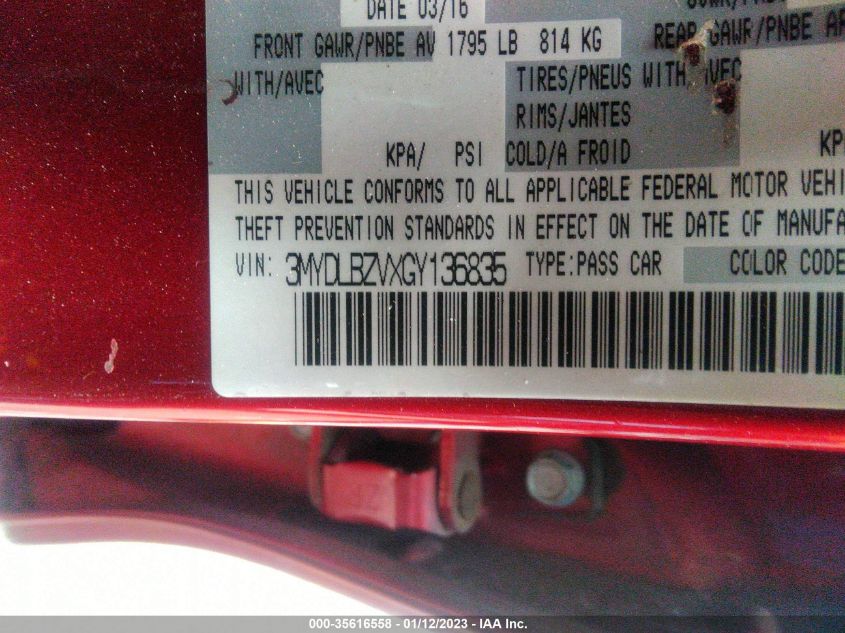 DATE 03/16
FRONT GAWR/PNBE AV 1795 LB 814 KG
REAR GAWR/PNBE AR
WITH/AVEC
TIRES/PNEUS WITH AVEC
RIMS/JANTES
KPA/ PSI COLD/A FROID
THIS VEHICLE CONFORMS TO ALL APPLICABLE FEDERAL MOTOR VEHI
THEFT PREVENTION STANDARDS IN EFFECT ON THE DATE OF MANUFA
VIN: 3MYDLBZVXGY136835 TYPE:PASS CAR COLOR CODE
000-35616558 - 01/12/2023 - IAA Inc.